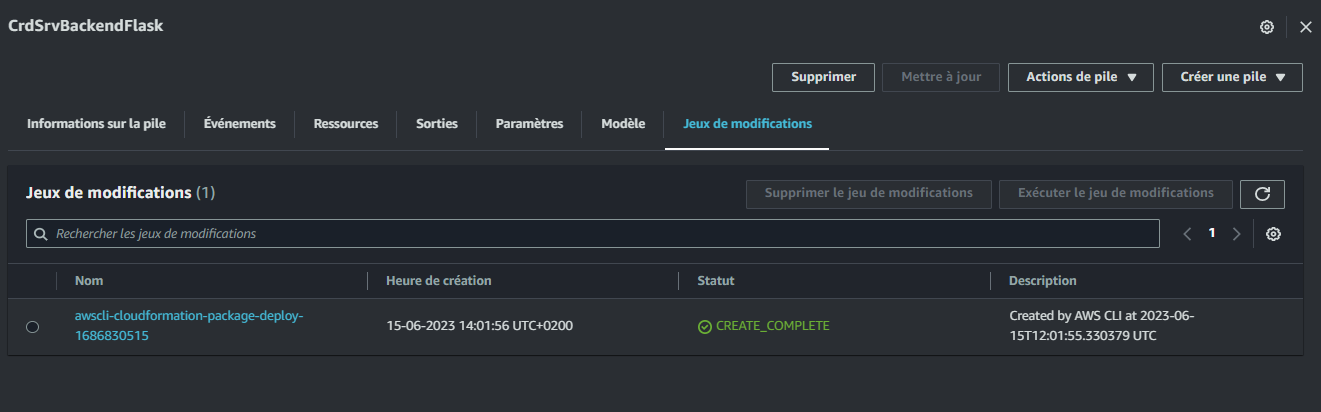 CrdSrvBackendFlask
Supprimer
Mettre à jour
Actions de pile
Créer une pile
Informations sur la pile
Événements
Ressources
Sorties
Paramètres
Modèle
Jeux de modifications
Jeux de modifications (1)
Supprimer le jeu de modifications
Exécuter le jeu de modifications
Rechercher les jeux de modifications
1
Nom
Heure de création
Statut
Description
awscli-cloudformation-package-deploy-
1686830515
15-06-2023 14:01:56 UTC+0200
CREATE_COMPLETE
Created by AWS CLI at 2023-06-
15T12:01:55.330379 UTC